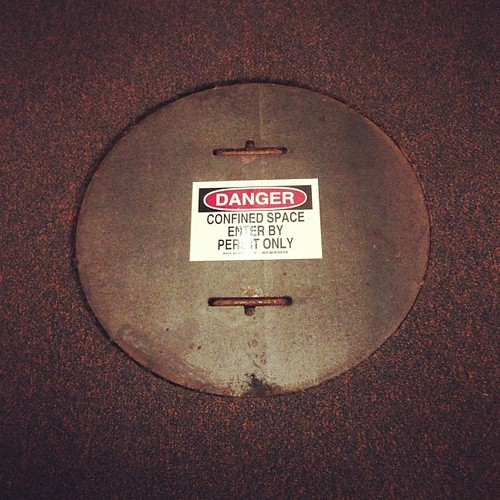 DANGER
CONFINED SPACE
ENTER BY
PERMIT ONLY